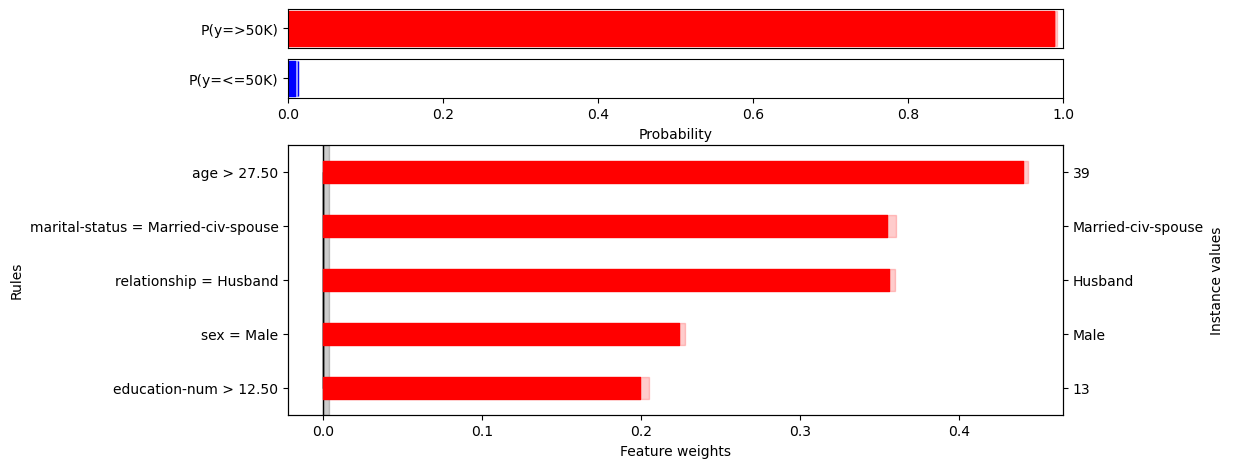 P(y=>50K)
P(y=<=50K)
0.0 0.2 0.4 0.6 0.8 1.0
Probability
age > 27.50 39
marital-status = Married-civ-spouse Married-civ-spouse
relationship = Husband Husband
sex = Male Male
education-num > 12.50 13
Rules
Instance values
0.0 0.1 0.2 0.3 0.4
Feature weights